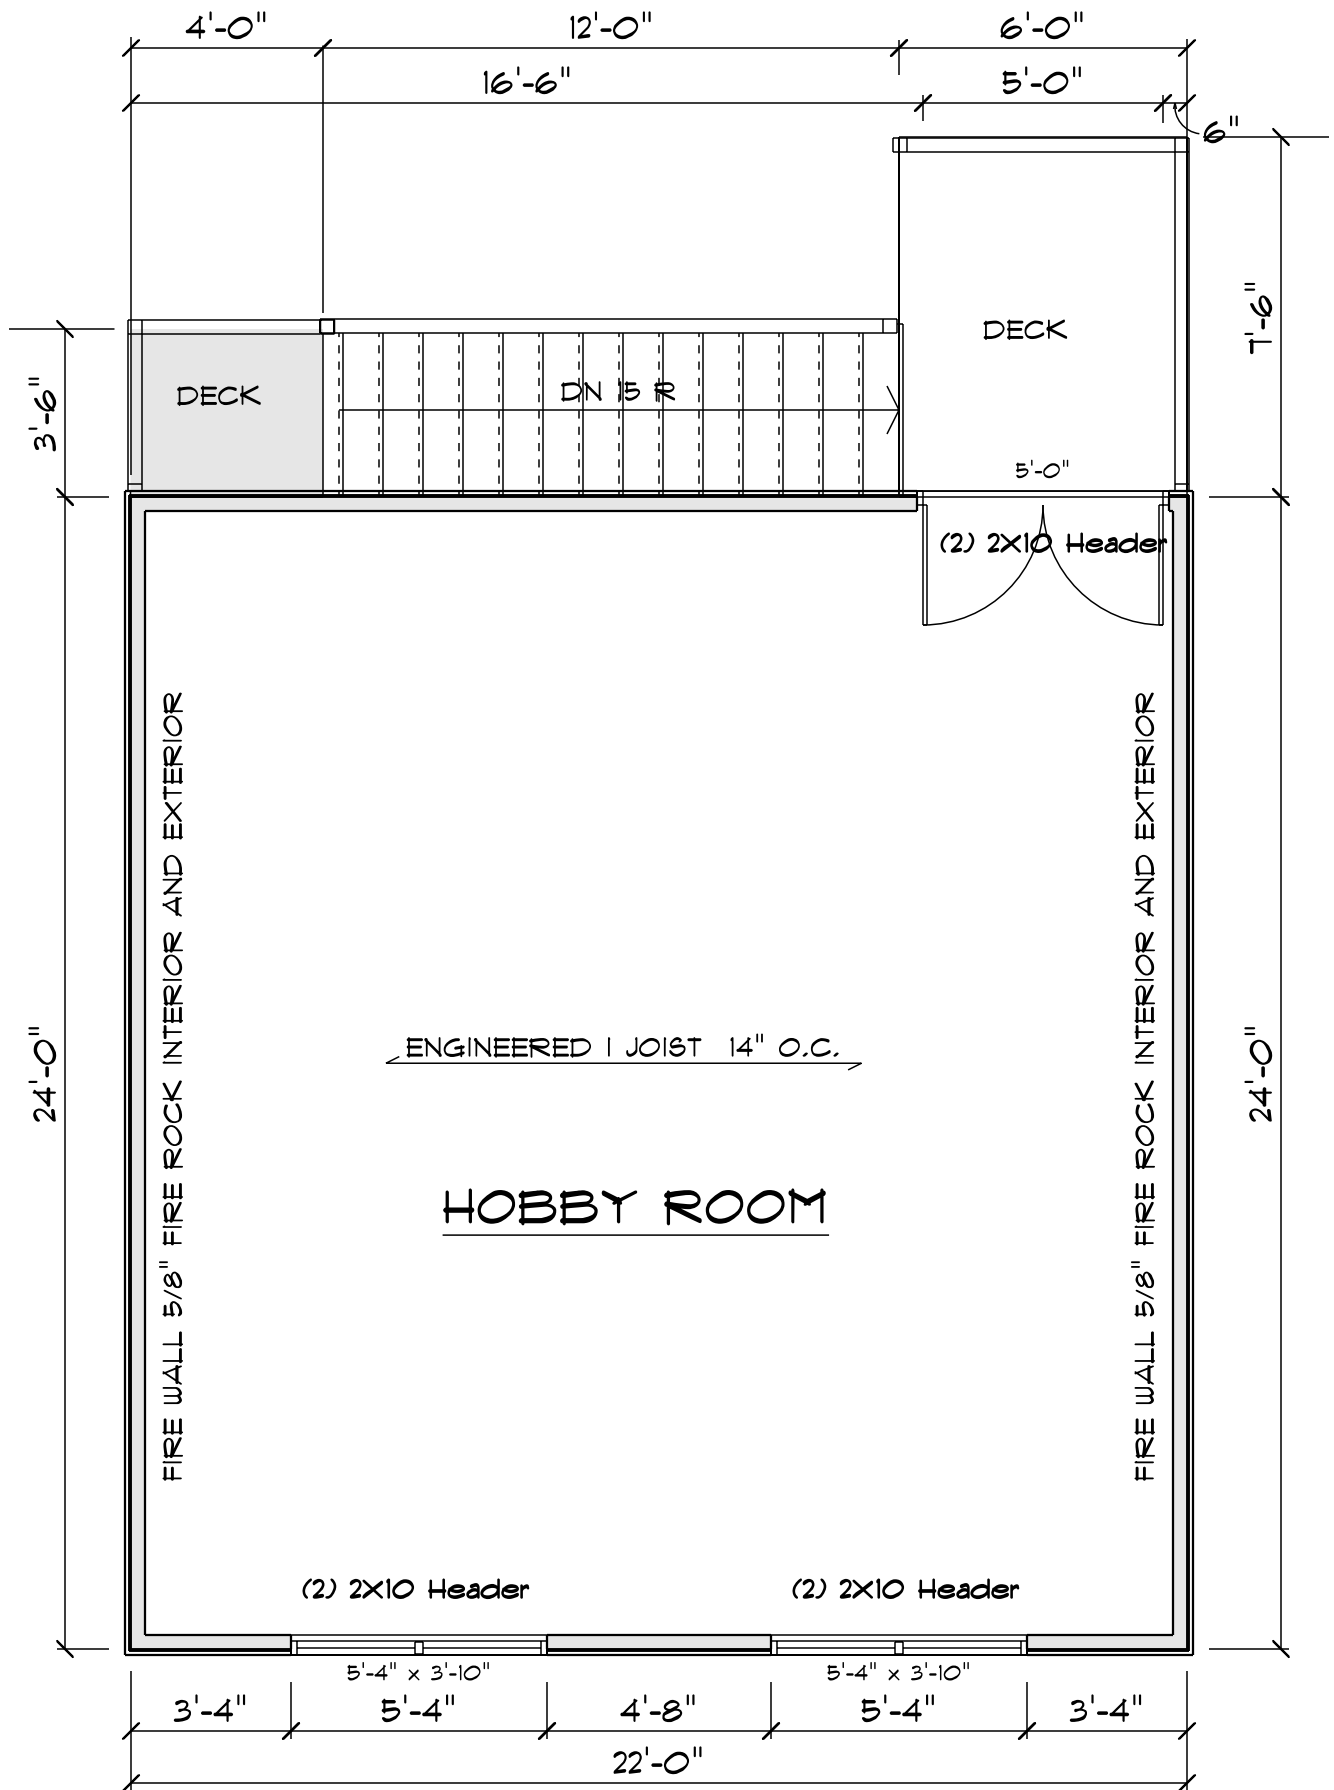 4'-0" 12'-0" 6'-0"
16'-6" 5'-0"
6"
7'-6"
DECK
3'-6"
DECK
DN 15 R
5'-0"
(2) 2X10 Header
FIRE WALL 5/8" FIRE ROCK INTERIOR AND EXTERIOR
FIRE WALL 5/8" FIRE ROCK INTERIOR AND EXTERIOR
24'-0"
ENGINEERED I JOIST 14" O.C.
24'-0"
HOBBY ROOM
(2) 2X10 Header (2) 2X10 Header
5'-4" x 3'-10" 5'-4" x 3'-10"
3'-4" 5'-4" 4'-8" 5'-4" 3'-4"
22'-0"